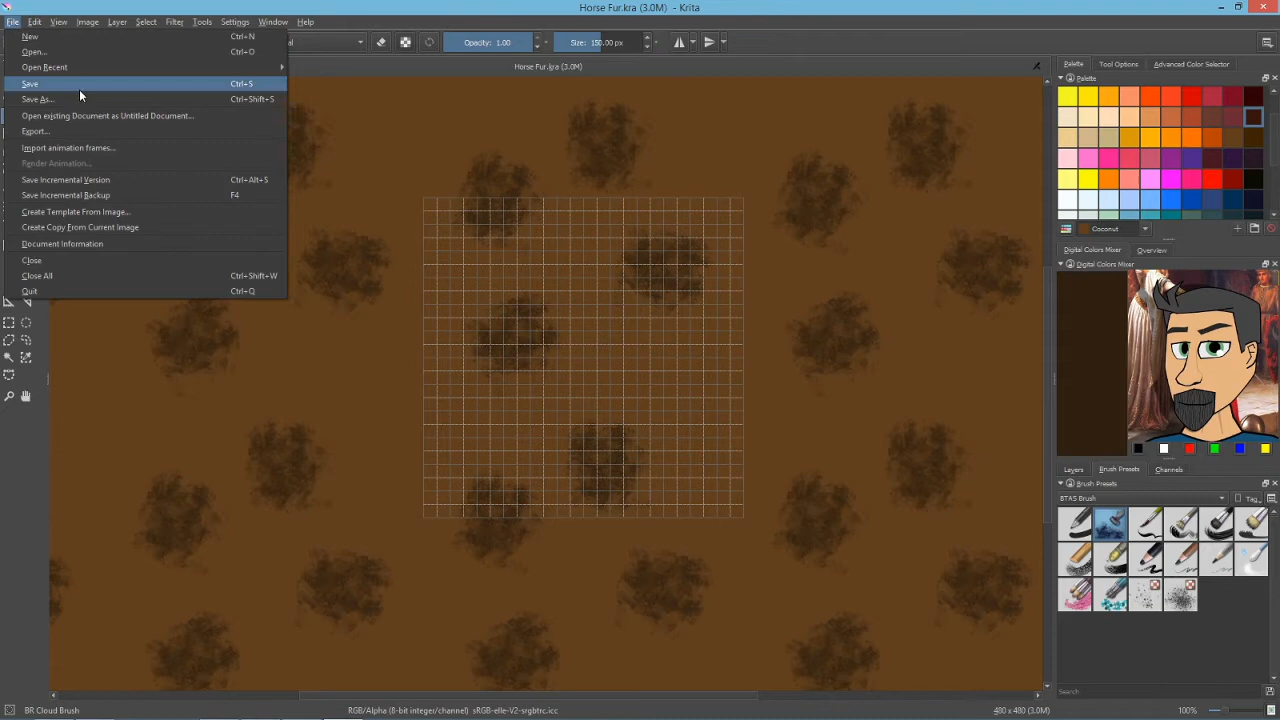 Horse Fur.kra (3.0M) - Krita
File Edit View Image Layer Select Filter Tools Settings Window Help
New Ctrl+N
Open... Ctrl+O
Open Recent
Save Ctrl+S
Save As... Ctrl+Shift+S
Open existing Document as Untitled Document...
Export...
Import animation frames...
Render Animation...
Save Incremental Version Ctrl+Alt+S
Save Incremental Backup F4
Create Template From Image...
Create Copy From Current Image
Document Information
Close
Close All Ctrl+Shift+W
Quit Ctrl+Q
Opacity: 1.00
Size: 150.00 px
Horse Fur.kra (3.0M)
Palette Tool Options Advanced Color Selector
Palette
Coconut
Digital Colors Mixer Overview
Digital Colors Mixer
Layers Brush Presets Channels
Brush Presets
BTAS Brush
Tag
Search
BR Cloud Brush
RGB/Alpha (8-bit integer/channel) sRGB-elle-V2-srgbtrc.icc
480 x 480 (3.0M)
100%